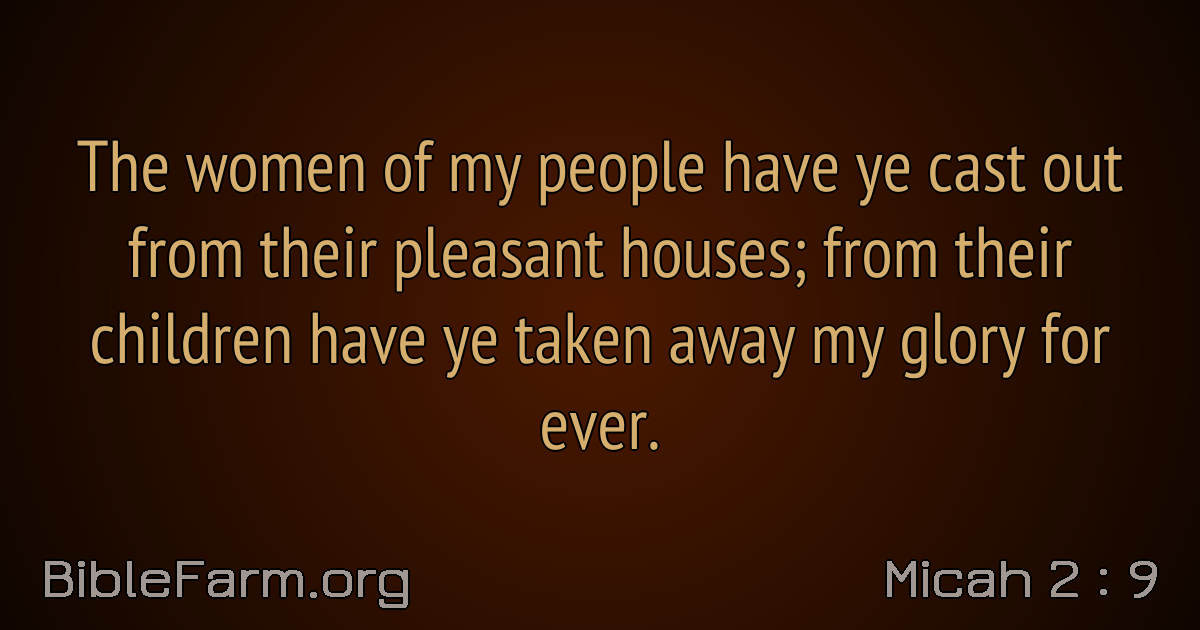 The women of my people have ye cast out
from their pleasant houses; from their
children have ye taken away my glory for
ever.
BibleFarm.org
Micah 2 : 9